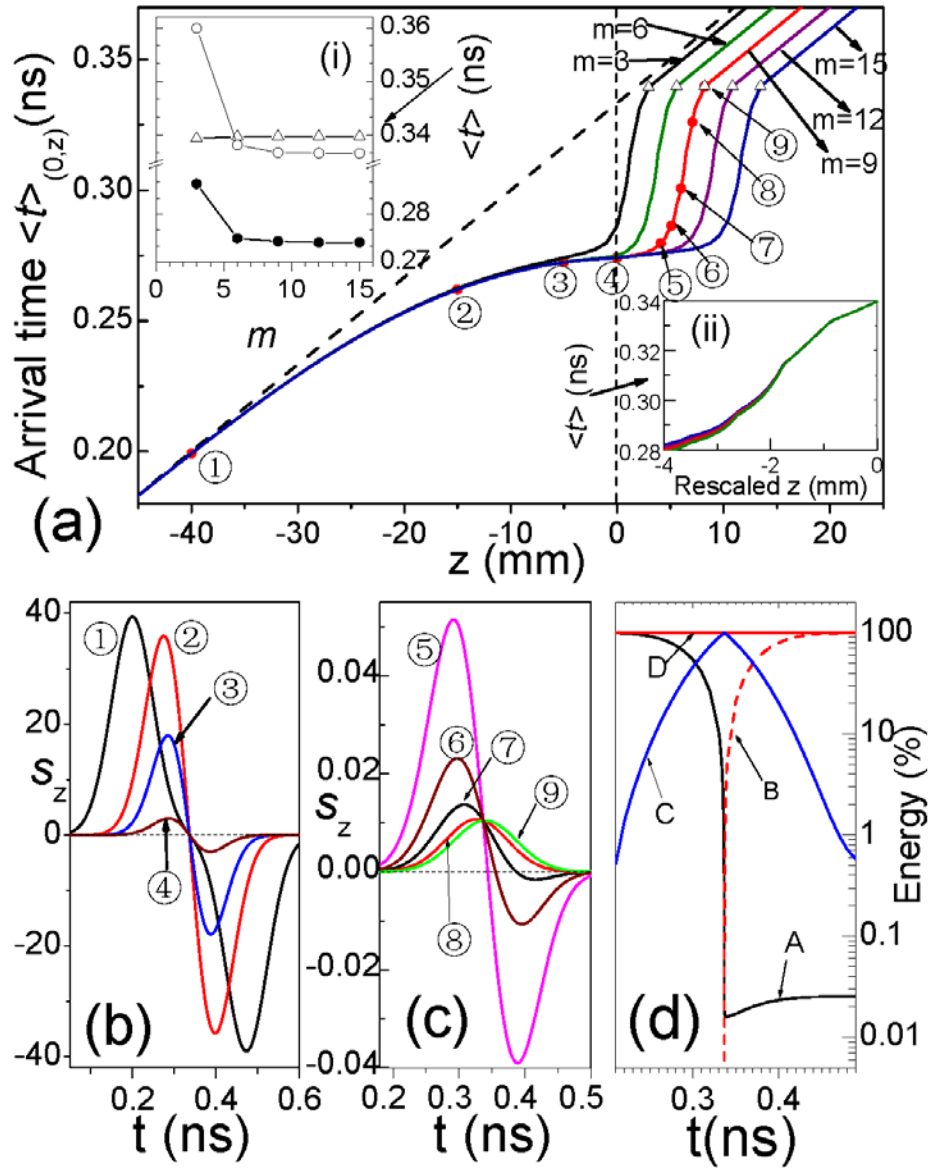 0.35
0.30
0.25
0.20
Arrival time <t>(0,z)(ns)
(a)
(i)
0.36
0.35
0.34
0.28
0.27
<t> (ns)
0 5 10 15
m
m=3
m=6
m=15
m=12
m=9
①
②
③
④
⑤
⑥
⑦
⑧
⑨
(ii)
0.34
0.32
0.30
0.28
<t> (ns)
-4 -2 0
Rescaled z (mm)
-40 -30 -20 -10 0 10 20
z (mm)
40
20
0
-20
-40
sz
①
②
③
④
(b)
0.2 0.4 0.6
t (ns)
0.04
0.02
0.00
-0.02
-0.04
sz
⑤
⑥
⑦
⑧
⑨
(c)
0.2 0.3 0.4 0.5
t (ns)
D
C
B
A
100
10
1
0.1
0.01
Energy (%)
(d)
0.3 0.4
t(ns)